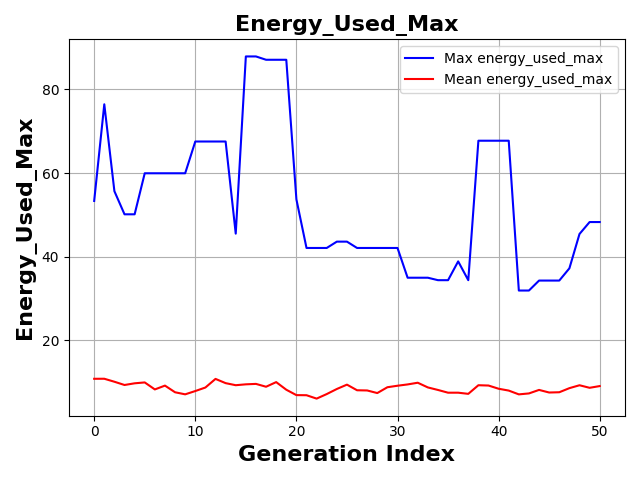 Energy_Used_Max
Max energy_used_max
Mean energy_used_max
Energy_Used_Max
80
60
40
20
0 10 20 30 40 50
Generation Index